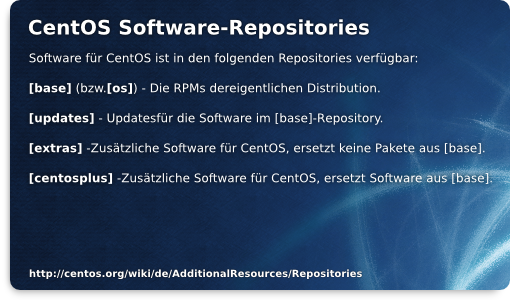 CentOS Software-Repositories
Software für CentOS ist in den folgenden Repositories verfügbar:
[base] (bzw.[os]) - Die RPMs dereigentlichen Distribution.
[updates] - Updatesfür die Software im [base]-Repository.
[extras] -Zusätzliche Software für CentOS, ersetzt keine Pakete aus [base].
[centosplus] -Zusätzliche Software für CentOS, ersetzt Software aus [base].
http://centos.org/wiki/de/AdditionalResources/Repositories